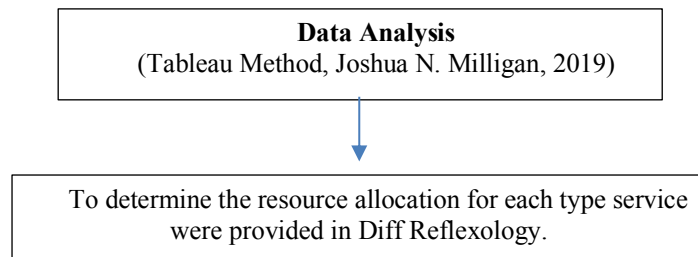 Data Analysis
(Tableau Method, Joshua N. Milligan, 2019)
To determine the resource allocation for each type service
were provided in Diff Reflexology.